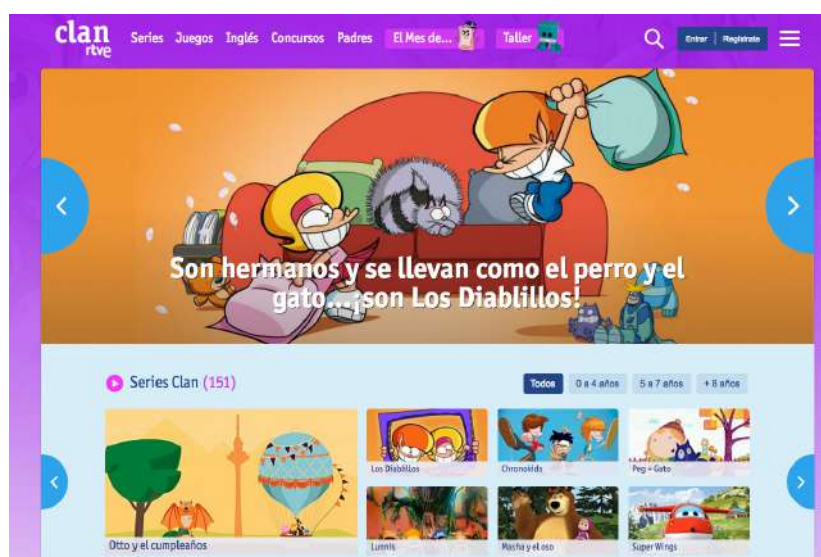 clan
rtve
Series Juegos Inglés Concursos Padres El Mes de... Taller
Entrar Regístrate
Son hermanos y se llevan como el perro y el
gato...¡son Los Diablillos!
Series Clan (151)
Todos 0 a 4 años 5 a 7 años + 8 años
Los Diablillos Chronokids Peg + Gato
Otto y el cumpleaños Lunnis Masha y el oso Super Wings